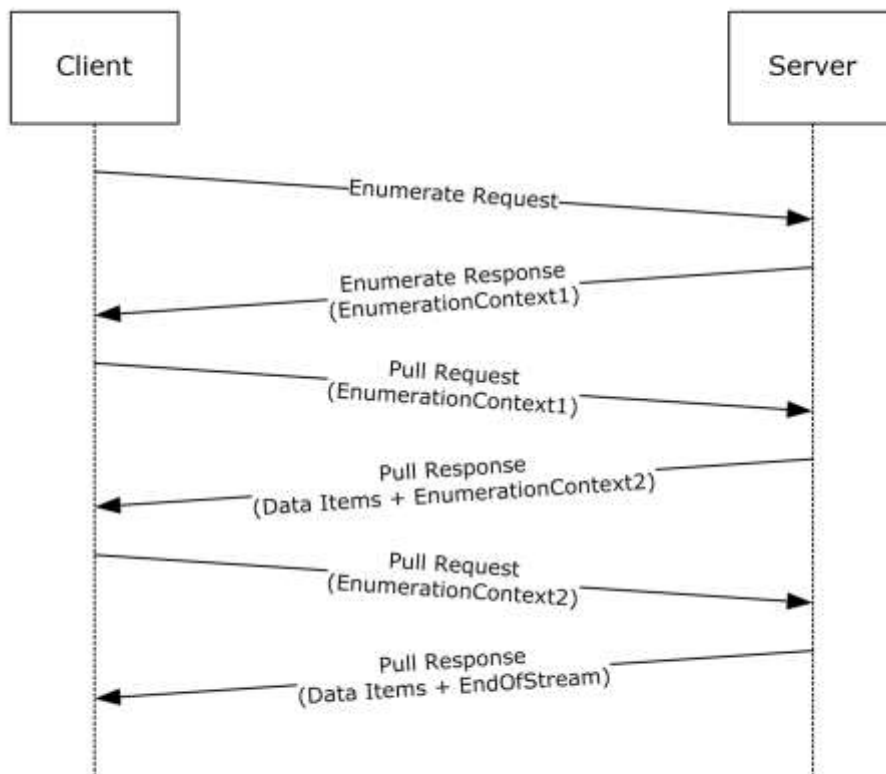 Client
Server
Enumerate Request
Enumerate Response
(EnumerationContext1)
Pull Request
(EnumerationContext1)
Pull Response
(Data Items + EnumerationContext2)
Pull Request
(EnumerationContext2)
Pull Response
(Data Items + EndOfStream)